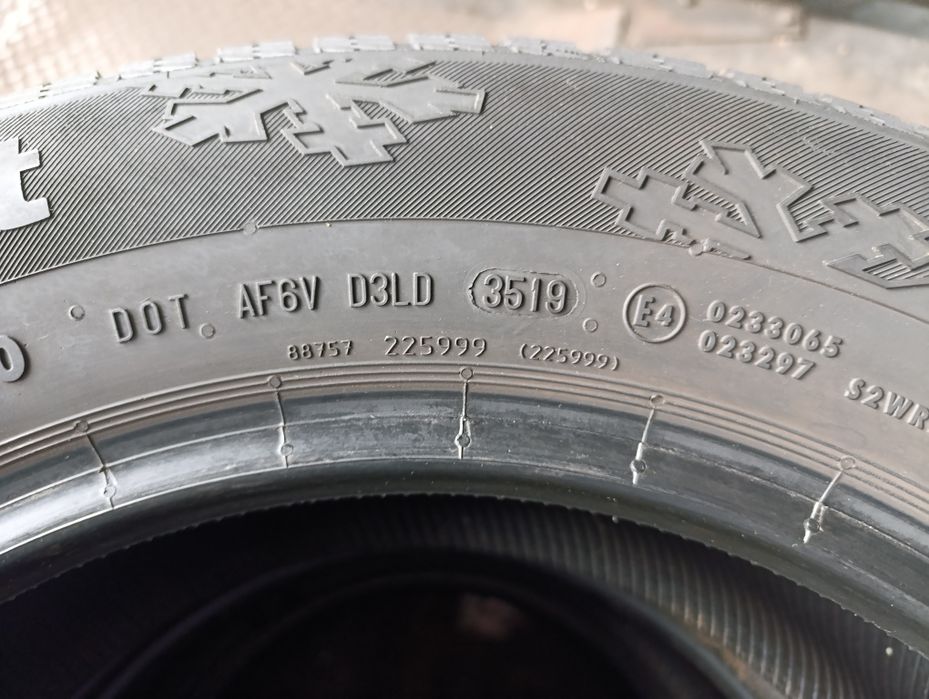 DOT AF6V D3LD 3519 E4 0233065
023297 S2WR
88757 225999 (225999)